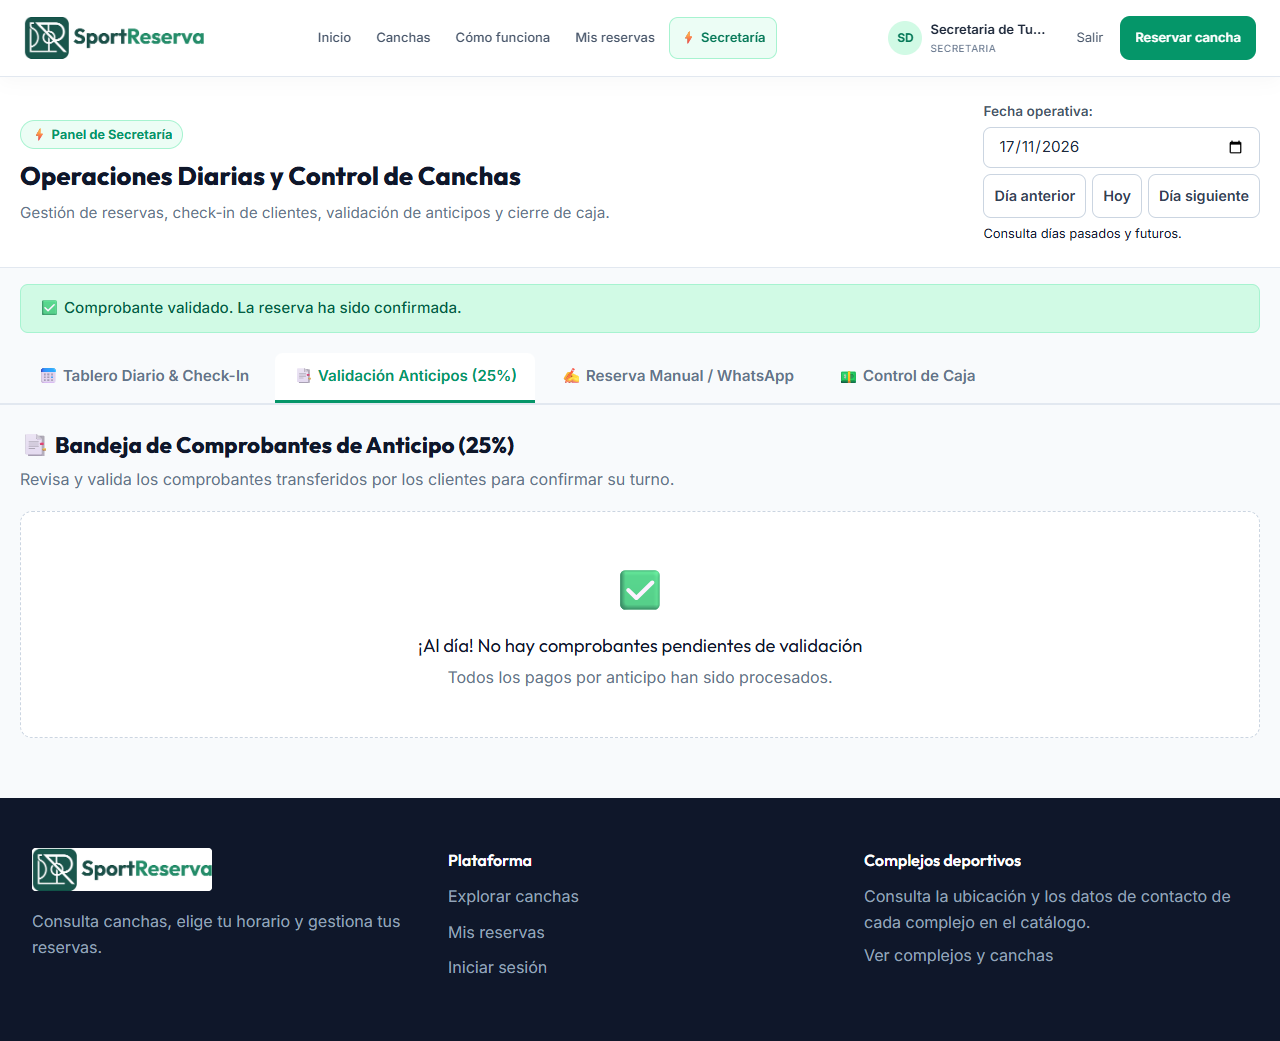 SportReserva
Inicio
Canchas
Cómo funciona
Mis reservas
Secretaría
SD
Secretaria de Tu...
SECRETARIA
Salir
Reservar cancha
Panel de Secretaría
Operaciones Diarias y Control de Canchas
Gestión de reservas, check-in de clientes, validación de anticipos y cierre de caja.
Fecha operativa:
17/11/2026
Día anterior
Hoy
Día siguiente
Consulta días pasados y futuros.
Comprobante validado. La reserva ha sido confirmada.
Tablero Diario & Check-In
Validación Anticipos (25%)
Reserva Manual / WhatsApp
Control de Caja
Bandeja de Comprobantes de Anticipo (25%)
Revisa y valida los comprobantes transferidos por los clientes para confirmar su turno.
¡Al día! No hay comprobantes pendientes de validación
Todos los pagos por anticipo han sido procesados.
SportReserva
Consulta canchas, elige tu horario y gestiona tus
reservas.
Plataforma
Explorar canchas
Mis reservas
Iniciar sesión
Complejos deportivos
Consulta la ubicación y los datos de contacto de
cada complejo en el catálogo.
Ver complejos y canchas